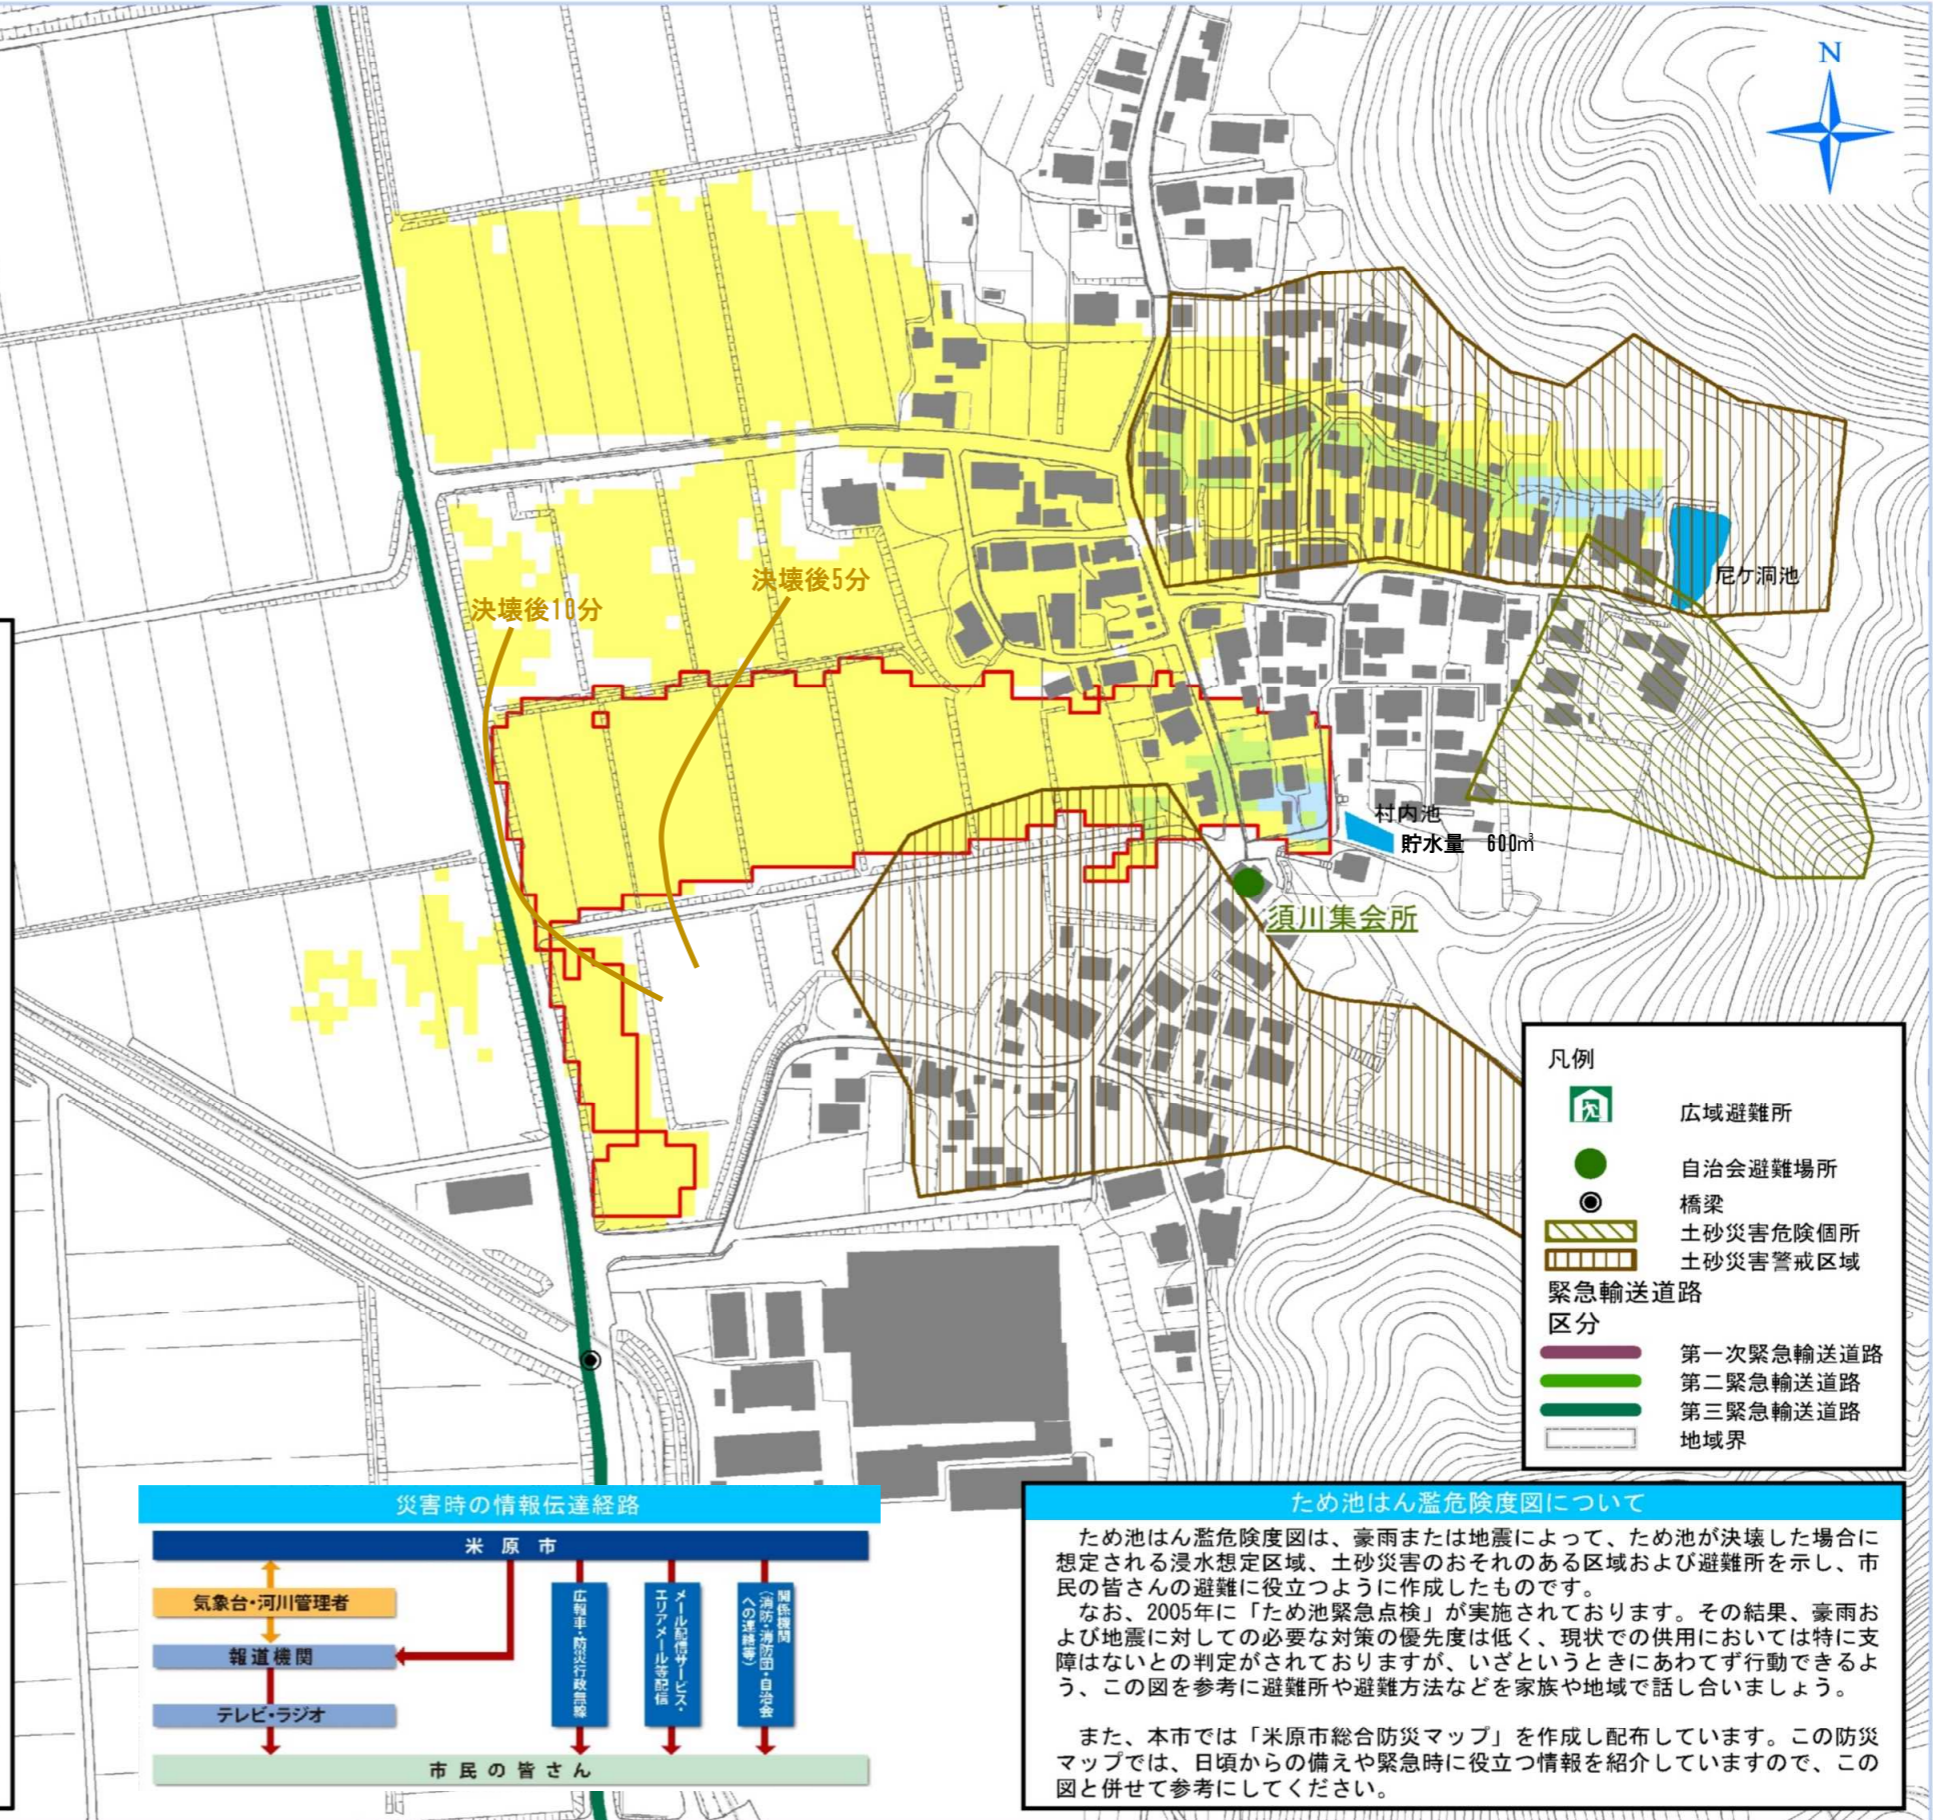 N
決壊後5分
決壊後10分
尼ケ洞池
村内池
貯水量 600㎥
須川集会所
凡例
広域避難所
自治会避難場所
橋梁
土砂災害危険個所
土砂災害警戒区域
緊急輸送道路
区分
第一次緊急輸送道路
第二緊急輸送道路
第三緊急輸送道路
地域界
災害時の情報伝達経路
米原市
気象台・河川管理者
報道機関
テレビ・ラジオ
広報車・防災行政無線
メール配信サービス・
エリアメール等配信
関係機関
(消防・消防団・自治会
への連絡等)
市民の皆さん
ため池はん濫危険度図について
ため池はん濫危険度図は、豪雨または地震によって、ため池が決壊した場合に
想定される浸水想定区域、土砂災害のおそれのある区域および避難所を示し、市
民の皆さんの避難に役立つように作成したものです。
なお、2005年に「ため池緊急点検」が実施されております。その結果、豪雨お
よび地震に対しての必要な対策の優先度は低く、現状での供用においては特に支
障はないとの判定がされておりますが、いざというときにあわてず行動できるよ
う、この図を参考に避難所や避難方法などを家族や地域で話し合いましょう。
また、本市では「米原市総合防災マップ」を作成し配布しています。この防災
マップでは、日頃からの備えや緊急時に役立つ情報を紹介していますので、この
図と併せて参考にしてください。